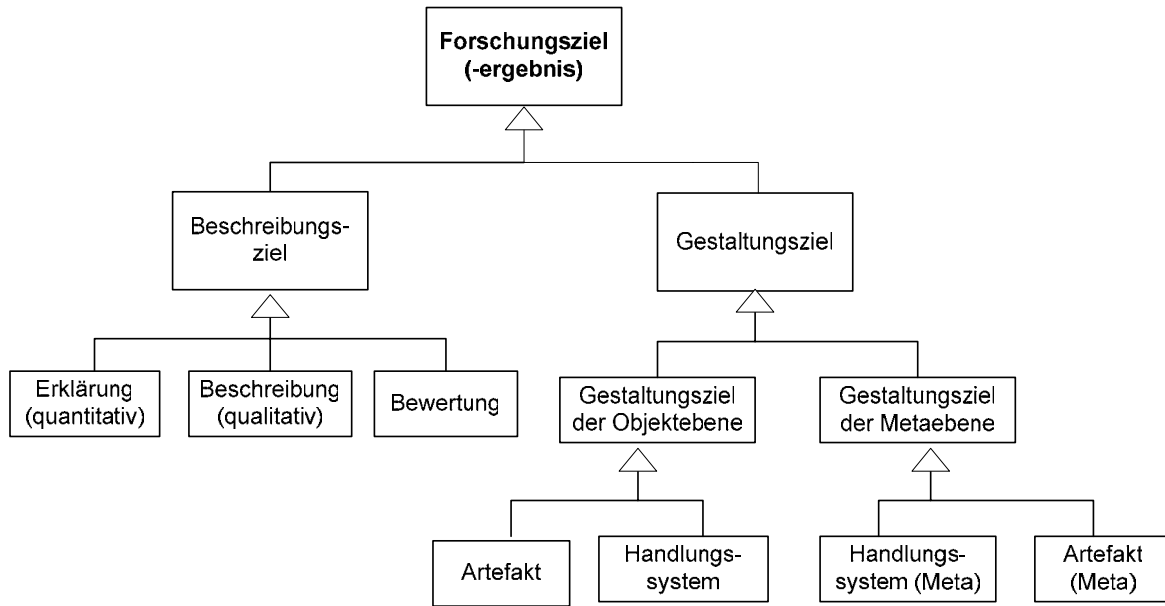 Forschungsziel
(-ergebnis)
Beschreibungs-
ziel
Gestaltungsziel
Erklärung
(quantitativ)
Beschreibung
(qualitativ)
Bewertung
Gestaltungsziel
der Objektebene
Gestaltungsziel
der Metaebene
Artefakt
Handlungs-
system
Handlungs-
system (Meta)
Artefakt
(Meta)